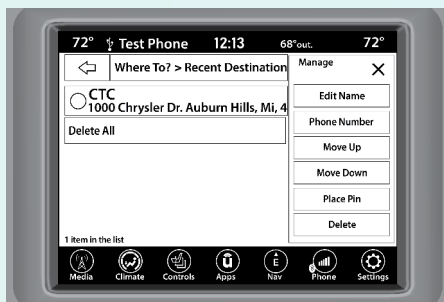 72° Test Phone 12:13 68°out. 72°
Where To? > Recent Destination
Manage X
CTC
1000 Chrysler Dr. Auburn Hills, Mi, 4
Delete All
Edit Name
Phone Number
Move Up
Move Down
Place Pin
Delete
1 item in the list
Media Climate Controls Apps Nav Phone Settings